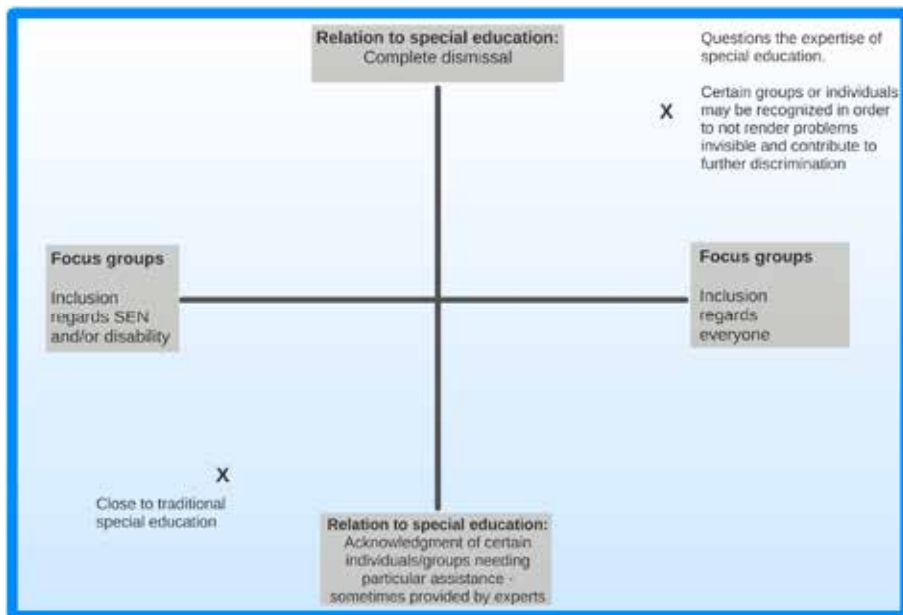 Relation to special education:
Complete dismissal
Questions the expertise of
special education.
Certain groups or individuals
may be recognized in order
to not render problems
invisible and contribute to
further discrimination
X
Focus groups
Inclusion
regards SEN
and/or disability
Focus groups
Inclusion
regards
everyone
X
Close to traditional
special education
Relation to special education:
Acknowledgment of certain
individuals/groups needing
particular assistance -
sometimes provided by experts